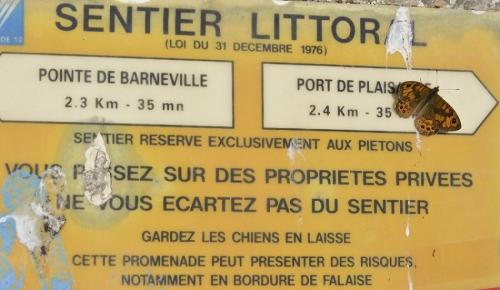 SENTIER LITTORAL
(LOI DU 31 DECEMBRE 1976)
POINTE DE BARNEVILLE
2.3 Km - 35 mn
PORT DE
2.4 Km - 35
SENTIER RESERVE EXCLUSIVEMENT AUX PIETONS
VOUS PASSEZ SUR DES PROPRIETES PRIVEES
NE VOUS ECARTEZ PAS DU SENTIER
GARDEZ LES CHIENS EN LAISSE
CETTE PROMENADE PEUT PRESENTER DES RISQUES,
NOTAMMENT EN BORDURE DE FALAISE